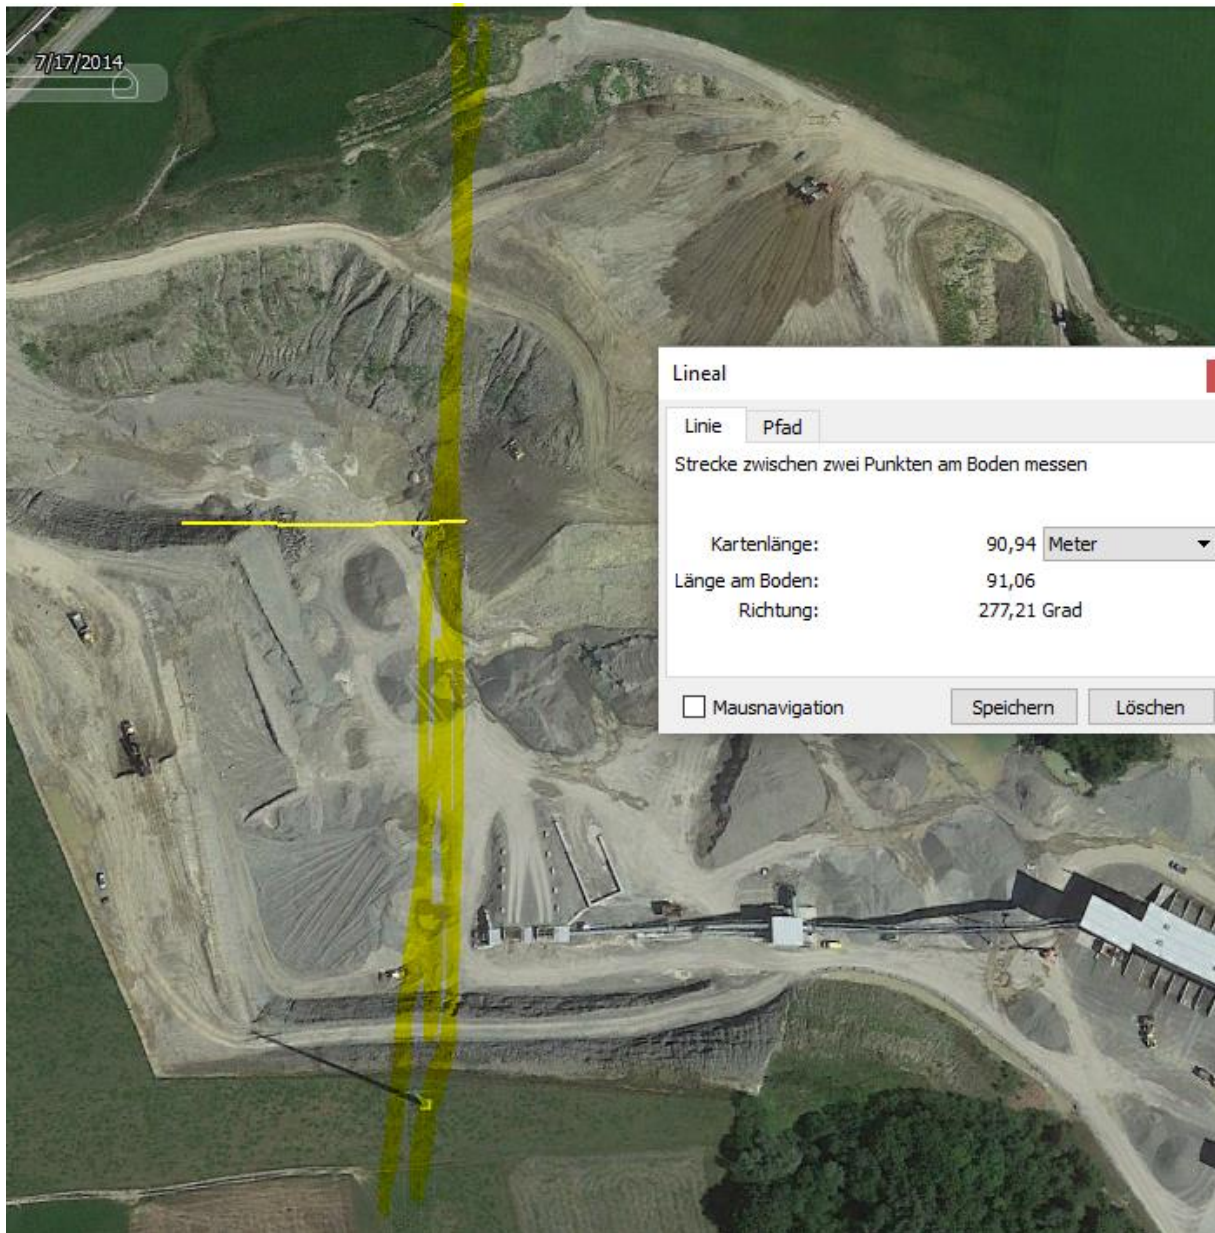 7/17/2014
Lineal
Linie Pfad
Strecke zwischen zwei Punkten am Boden messen
Kartenlänge: 90,94 Meter
Länge am Boden: 91,06
Richtung: 277,21 Grad
Mausnavigation Speichern Löschen